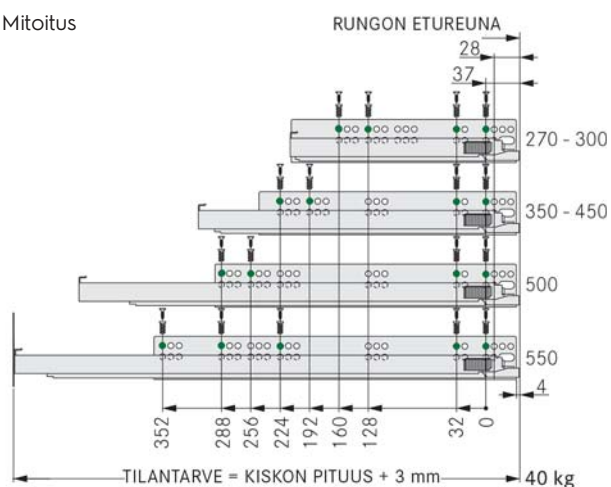 Mitoitus
RUNGON ETUREUNA
28
37
270 - 300
350 - 450
500
550
4
352 288 256 224 192 160 128 32 0
TILANTARVE = KISKON PITUUS + 3 mm
40 kg